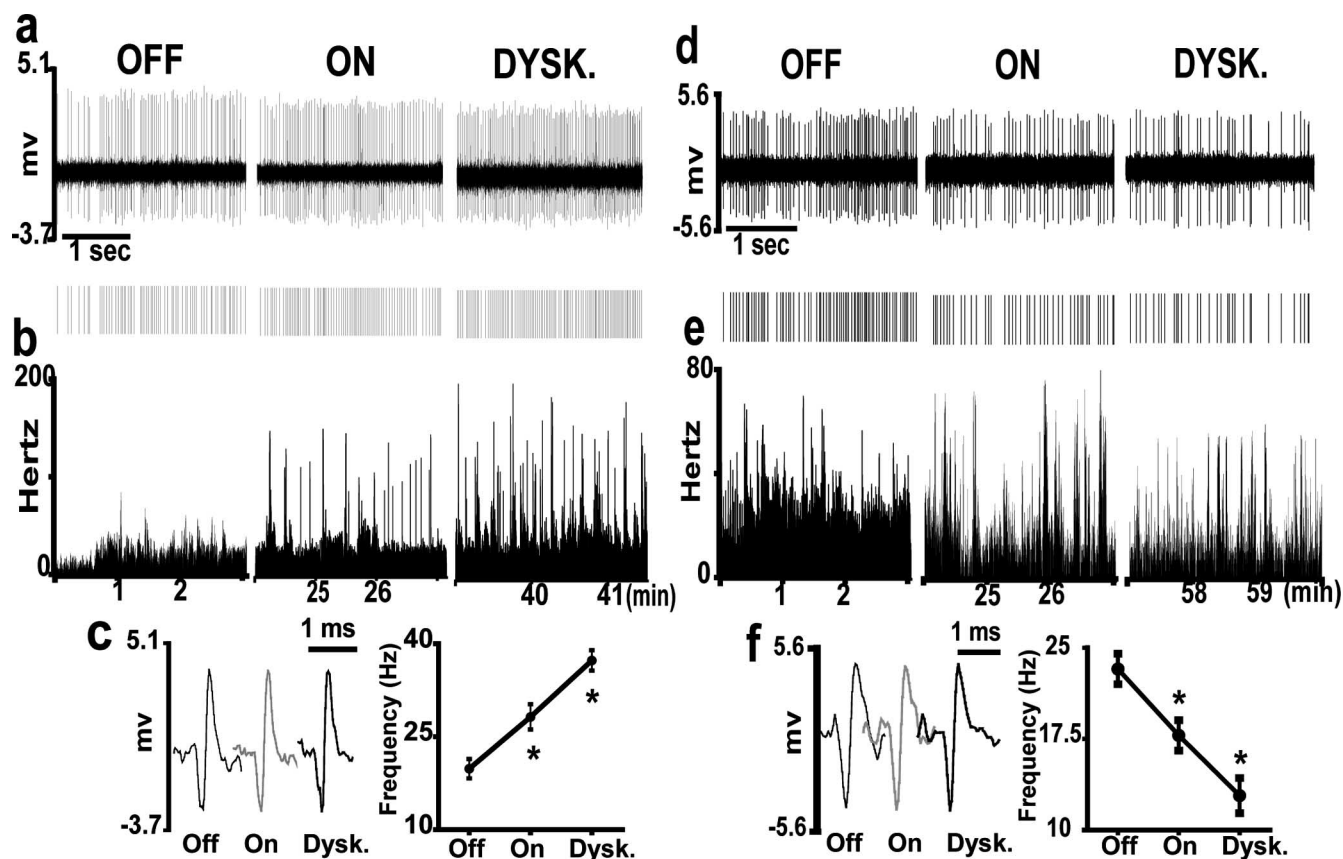 a
OFF ON DYSK.
5.1
mv
-3.7
1 sec
b
200
Hertz
0
1 2 25 26 40 41 (min)
c
5.1
mv
-3.7
1 ms
Off On Dysk.
40
Frequency (Hz)
25
10
*
*
Off On Dysk.
d
OFF ON DYSK.
5.6
mv
-5.6
1 sec
e
80
Hertz
0
1 2 25 26 58 59 (min)
f
5.6
mv
-5.6
1 ms
Off On Dysk.
25
Frequency (Hz)
17.5
10
*
*
Off On Dysk.